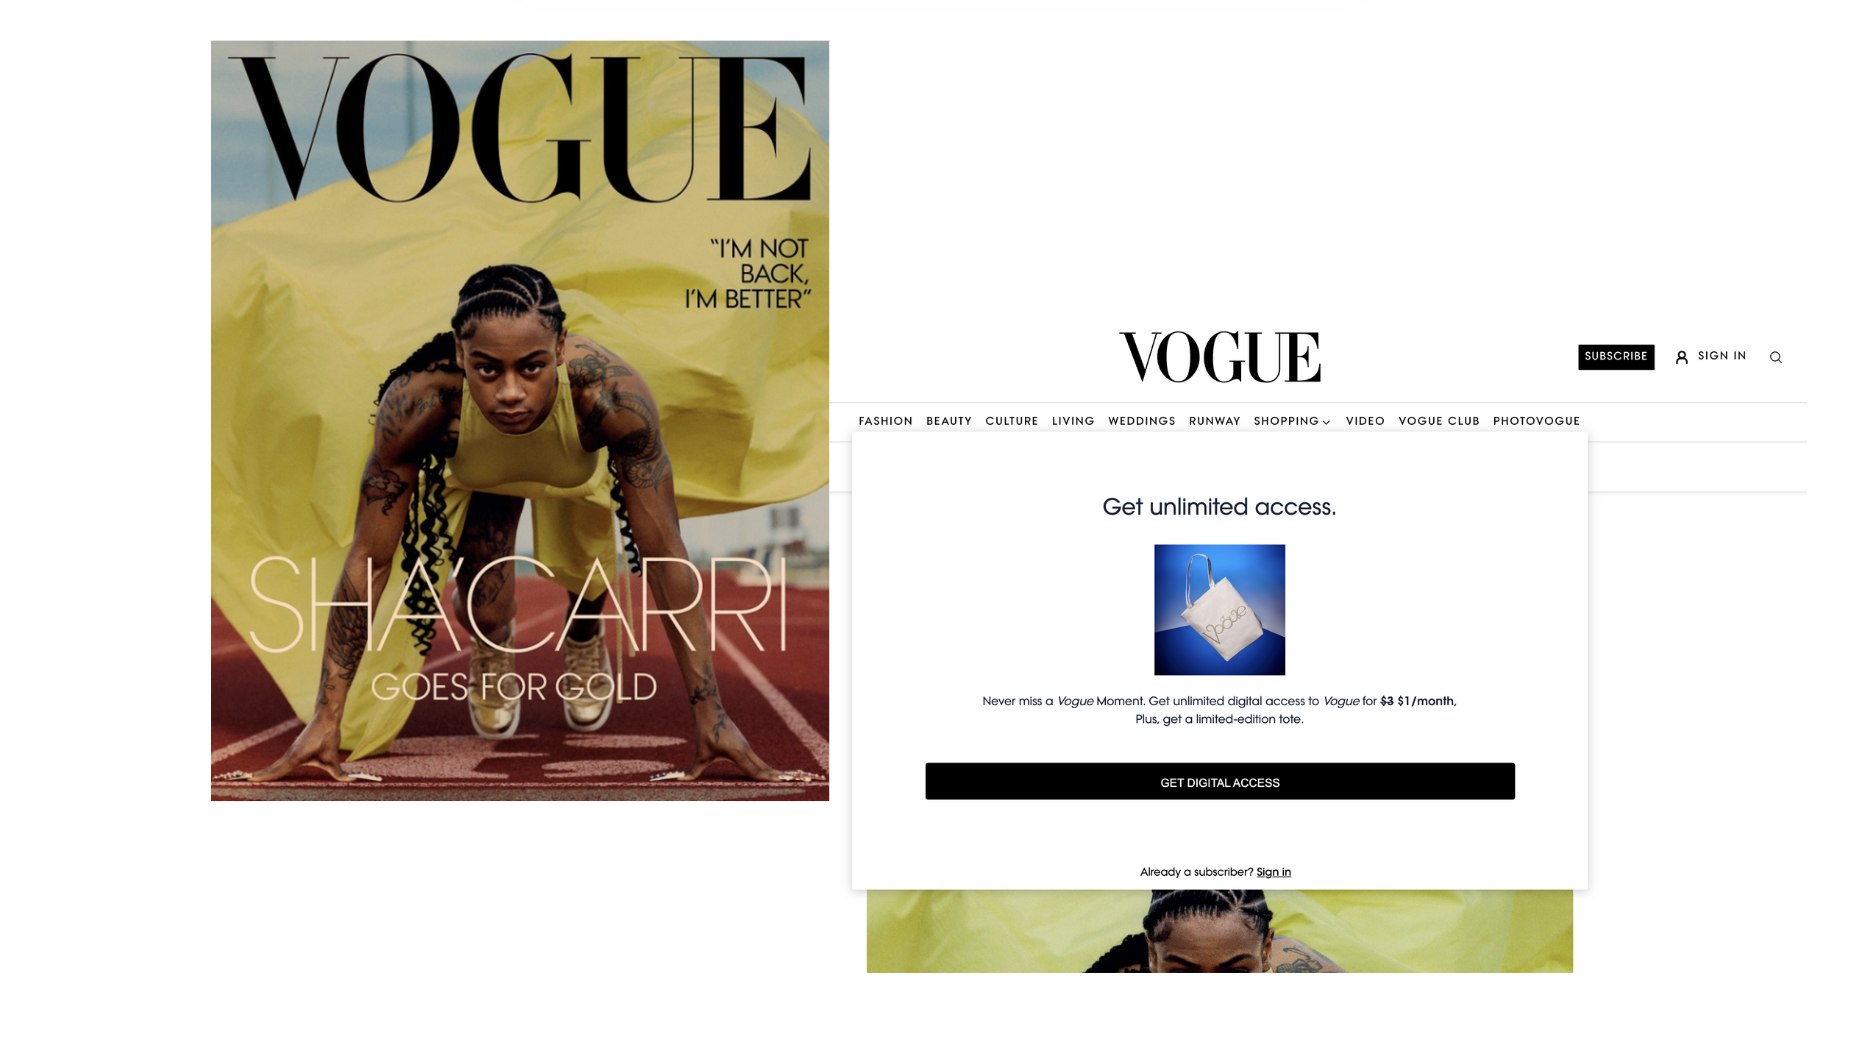 VOGUE
“I’M NOT
BACK,
I’M BETTER”
SHA’CARRI
GOES FOR GOLD
VOGUE
SUBSCRIBE
SIGN IN
FASHION BEAUTY CULTURE LIVING WEDDINGS RUNWAY SHOPPING VIDEO VOGUE CLUB PHOTOVOGUE
Get unlimited access.
Vogue
Never miss a Vogue Moment. Get unlimited digital access to Vogue for $3 $1/month,
Plus, get a limited-edition tote.
GET DIGITAL ACCESS
Already a subscriber? Sign in